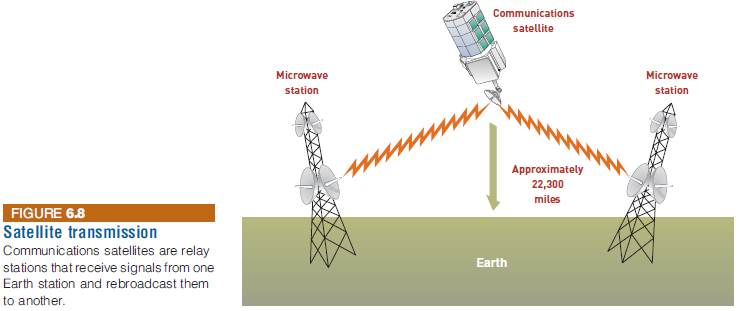 Communications
satellite
Microwave
station
Microwave
station
Approximately
22,300
miles
Earth
FIGURE 6.8
Satellite transmission
Communications satellites are relay
stations that receive signals from one
Earth station and rebroadcast them
to another.